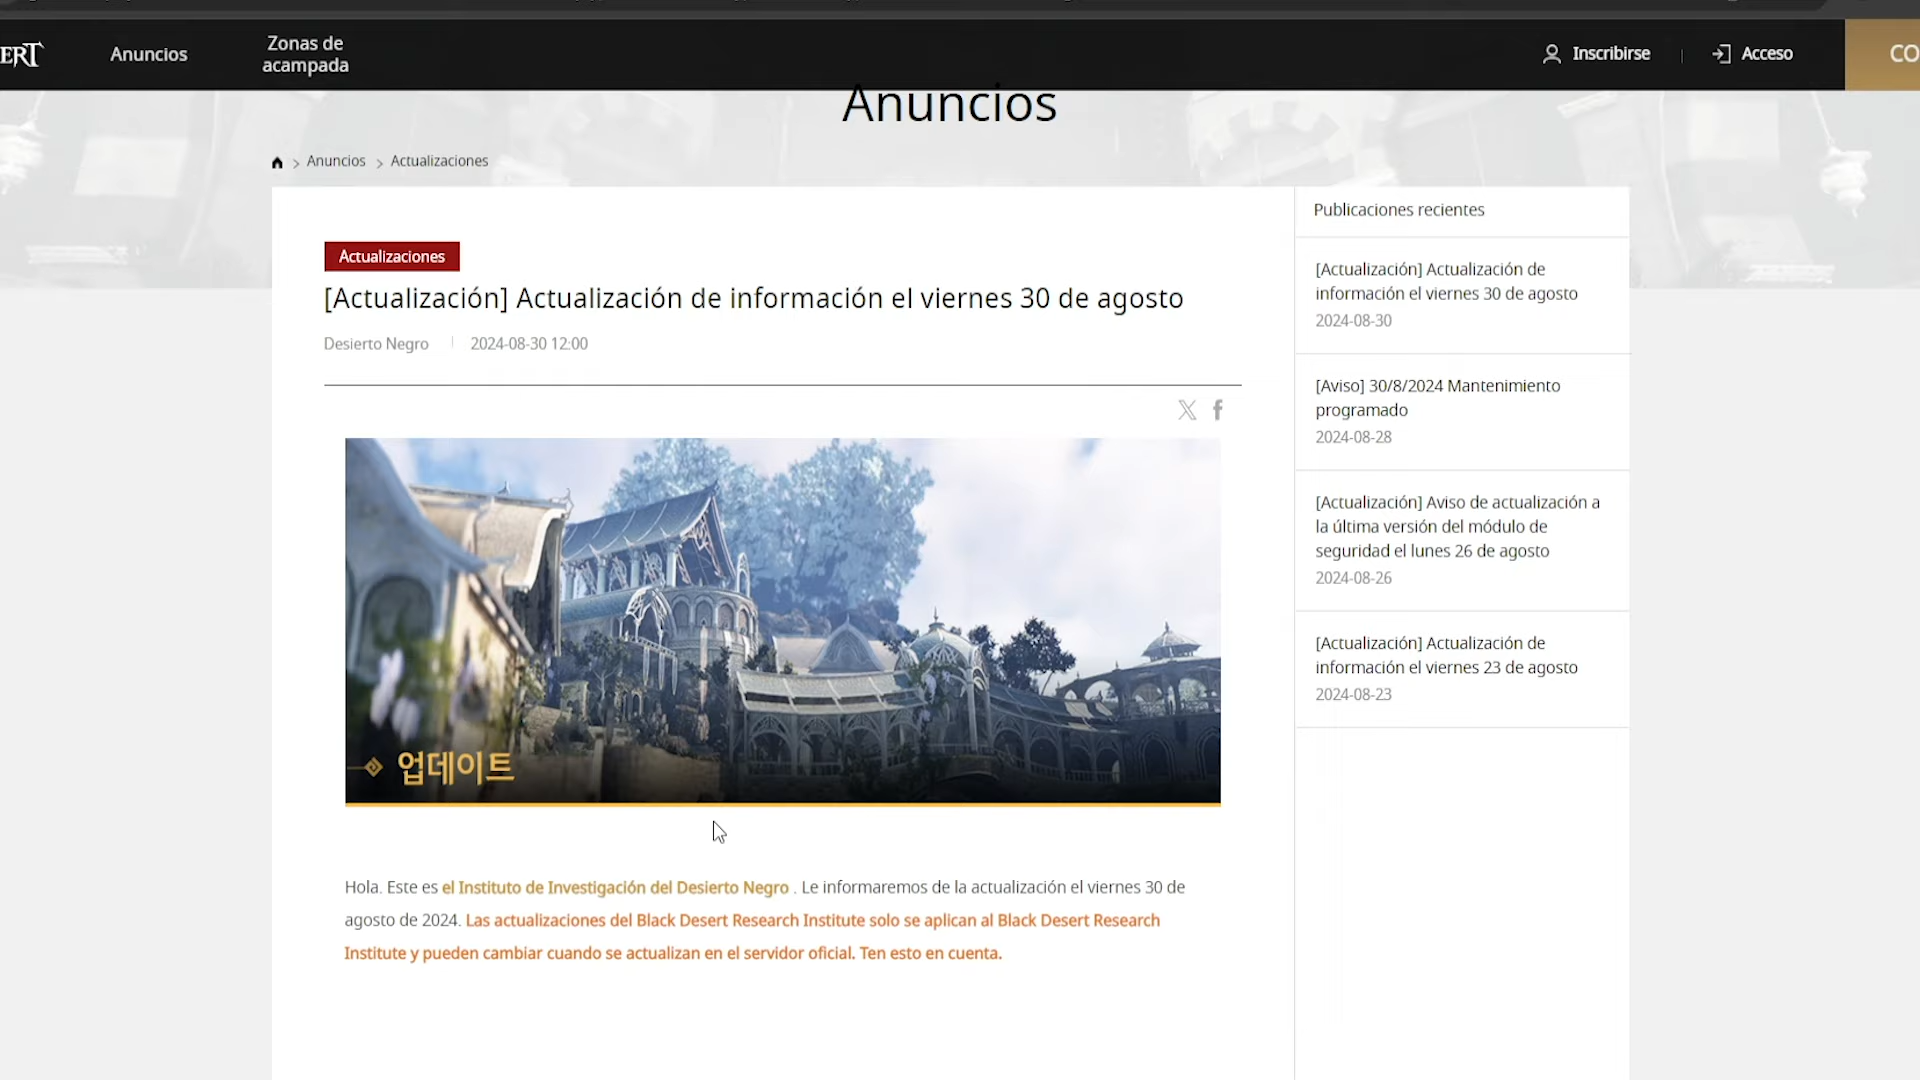 ERT
Anuncios
Zonas de
acampada
Inscribirse
Acceso
CO
Anuncios
Anuncios
Actualizaciones
Actualizaciones
[Actualización] Actualización de información el viernes 30 de agosto
Desierto Negro
2024-08-30 12:00
업데이트
Hola. Este es el Instituto de Investigación del Desierto Negro . Le informaremos de la actualización el viernes 30 de
agosto de 2024. Las actualizaciones del Black Desert Research Institute solo se aplican al Black Desert Research
Institute y pueden cambiar cuando se actualizan en el servidor oficial. Ten esto en cuenta.
Publicaciones recientes
[Actualización] Actualización de
información el viernes 30 de agosto
2024-08-30
[Aviso] 30/8/2024 Mantenimiento
programado
2024-08-28
[Actualización] Aviso de actualización a
la última versión del módulo de
seguridad el lunes 26 de agosto
2024-08-26
[Actualización] Actualización de
información el viernes 23 de agosto
2024-08-23